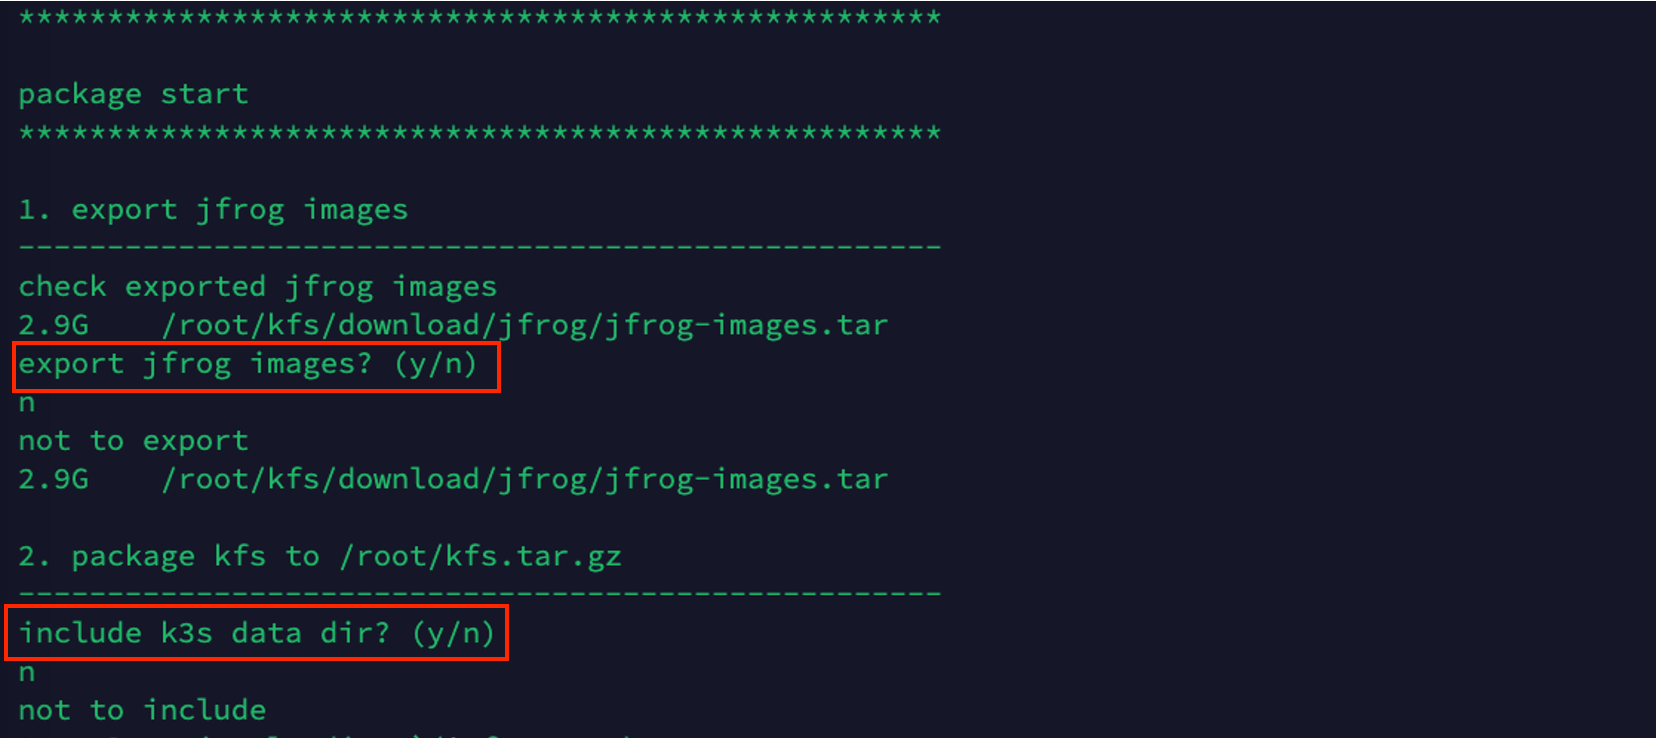 ****************************************************
package start
****************************************************
1. export jfrog images
----------------------------------------------------
check exported jfrog images
2.9G    /root/kfs/download/jfrog/jfrog-images.tar
export jfrog images? (y/n)
n
not to export
2.9G    /root/kfs/download/jfrog/jfrog-images.tar
2. package kfs to /root/kfs.tar.gz
----------------------------------------------------
include k3s data dir? (y/n)
n
not to include